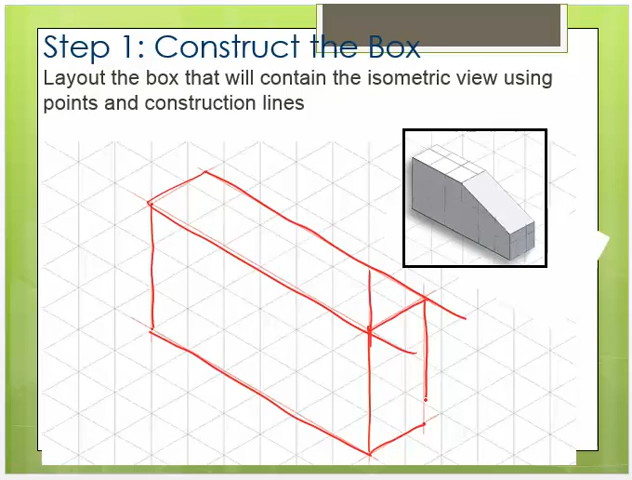 Step 1: Construct the Box
Layout the box that will contain the isometric view using
points and construction lines